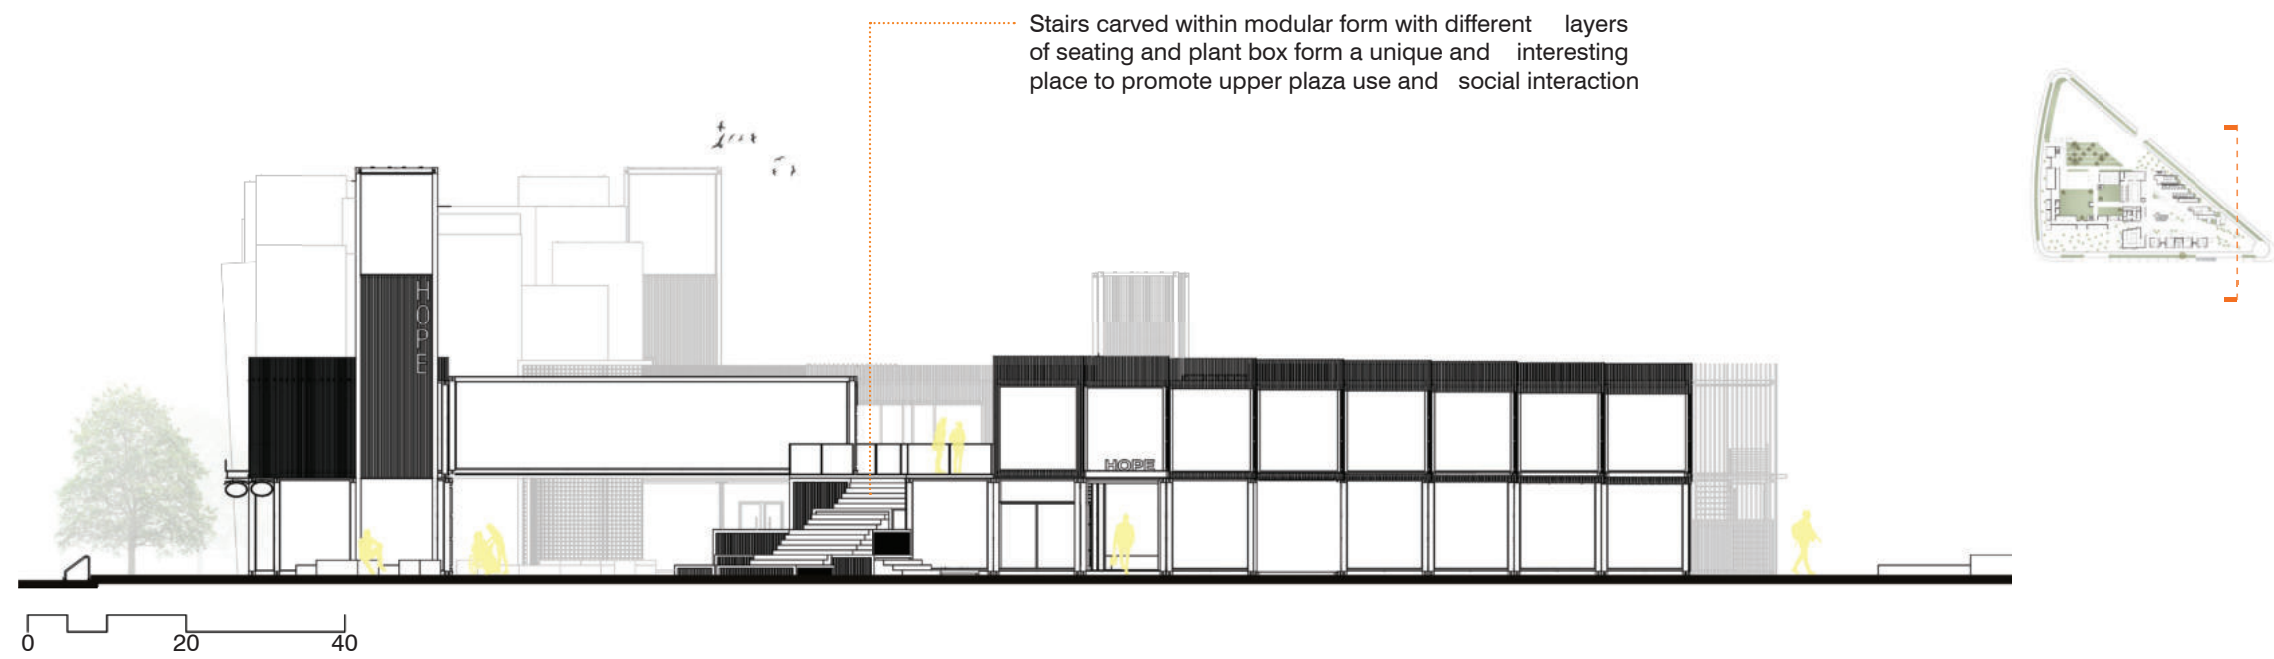 Stairs carved within modular form with different layers
of seating and plant box form a unique and interesting
place to promote upper plaza use and social interaction
HOPE
HOPE
0 20 40